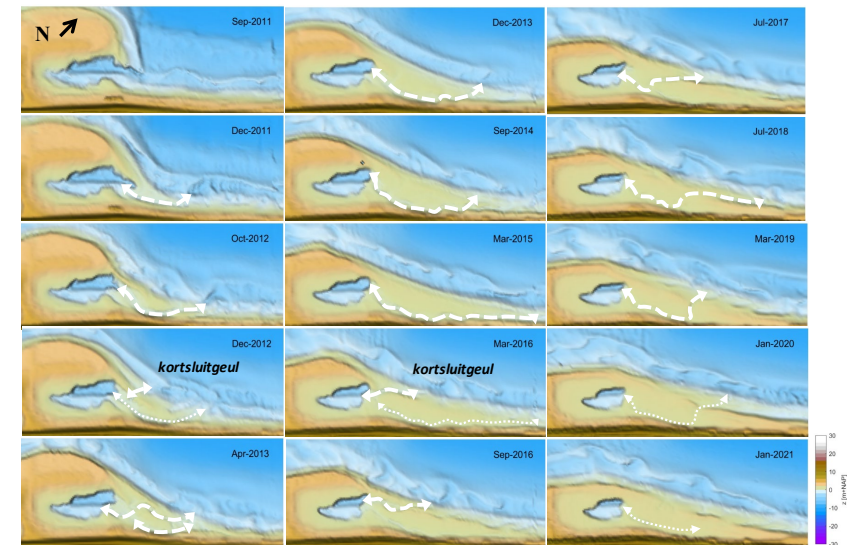 N
Sep-2011
Dec-2013
Jul-2017
Dec-2011
Sep-2014
Jul-2018
Oct-2012
Mar-2015
Mar-2019
Dec-2012
kortsluitgeul
Mar-2016
kortsluitgeul
Jan-2020
Apr-2013
Sep-2016
Jan-2021
30
20
10
0
-10
-20
-30
z [m+NAP]